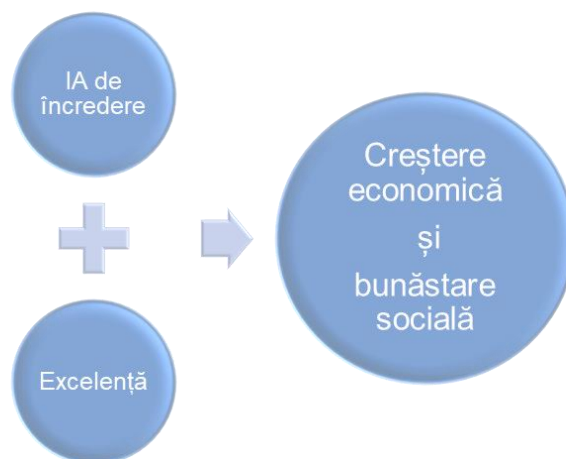 IA de
încredere
Excelență
Creștere
economică
și
bunăstare
socială